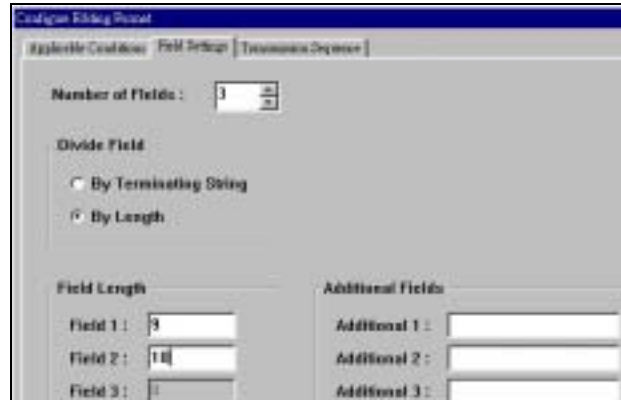 Configure Editing Format
Applicable Conditions Field Settings Transmission Sequence
Number of Fields : 3
Divide Field
By Terminating String
By Length
Field Length
Field 1 : 9
Field 2 : 10
Field 3 :
Additional Fields
Additional 1 :
Additional 2 :
Additional 3 :